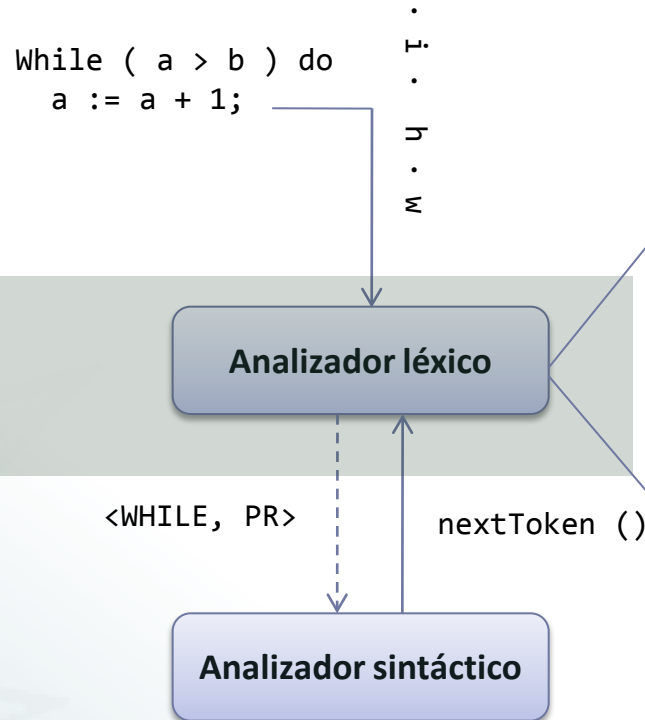 While ( a > b ) do
a := a + 1;
w . h . i .
Analizador léxico
<WHILE, PR>
nextToken ()
Analizador sintáctico